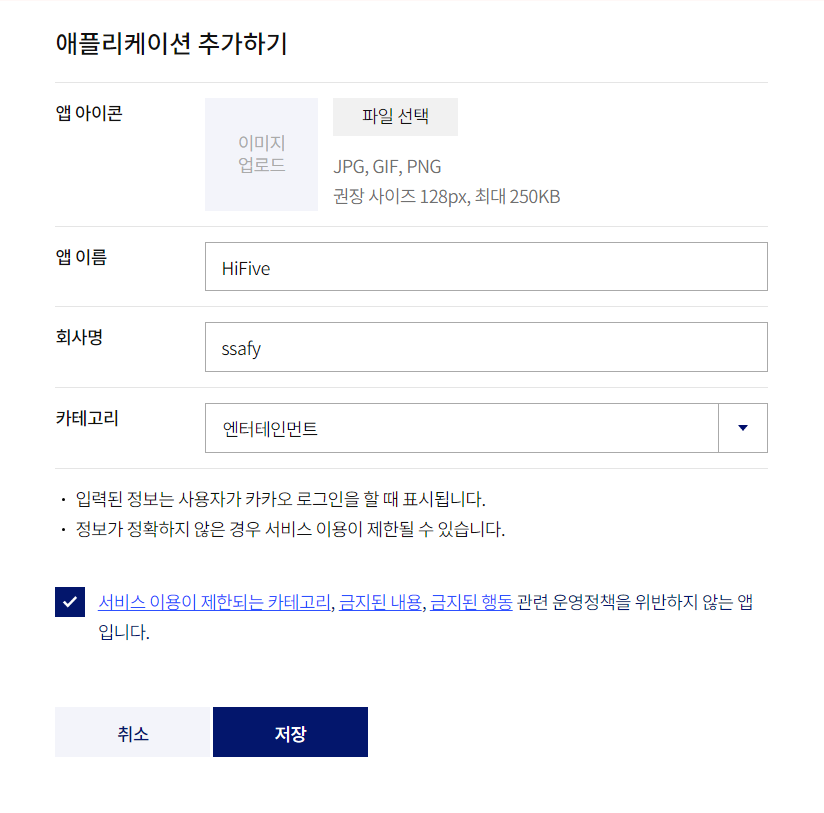 애플리케이션 추가하기
앱 아이콘
이미지
업로드
파일 선택
JPG, GIF, PNG
권장 사이즈 128px, 최대 250KB
앱 이름
HiFive
회사명
ssafy
카테고리
엔터테인먼트
• 입력된 정보는 사용자가 카카오 로그인을 할 때 표시됩니다.
• 정보가 정확하지 않은 경우 서비스 이용이 제한될 수 있습니다.
서비스 이용이 제한되는 카테고리, 금지된 내용, 금지된 행동 관련 운영정책을 위반하지 않는 앱
입니다.
취소
저장